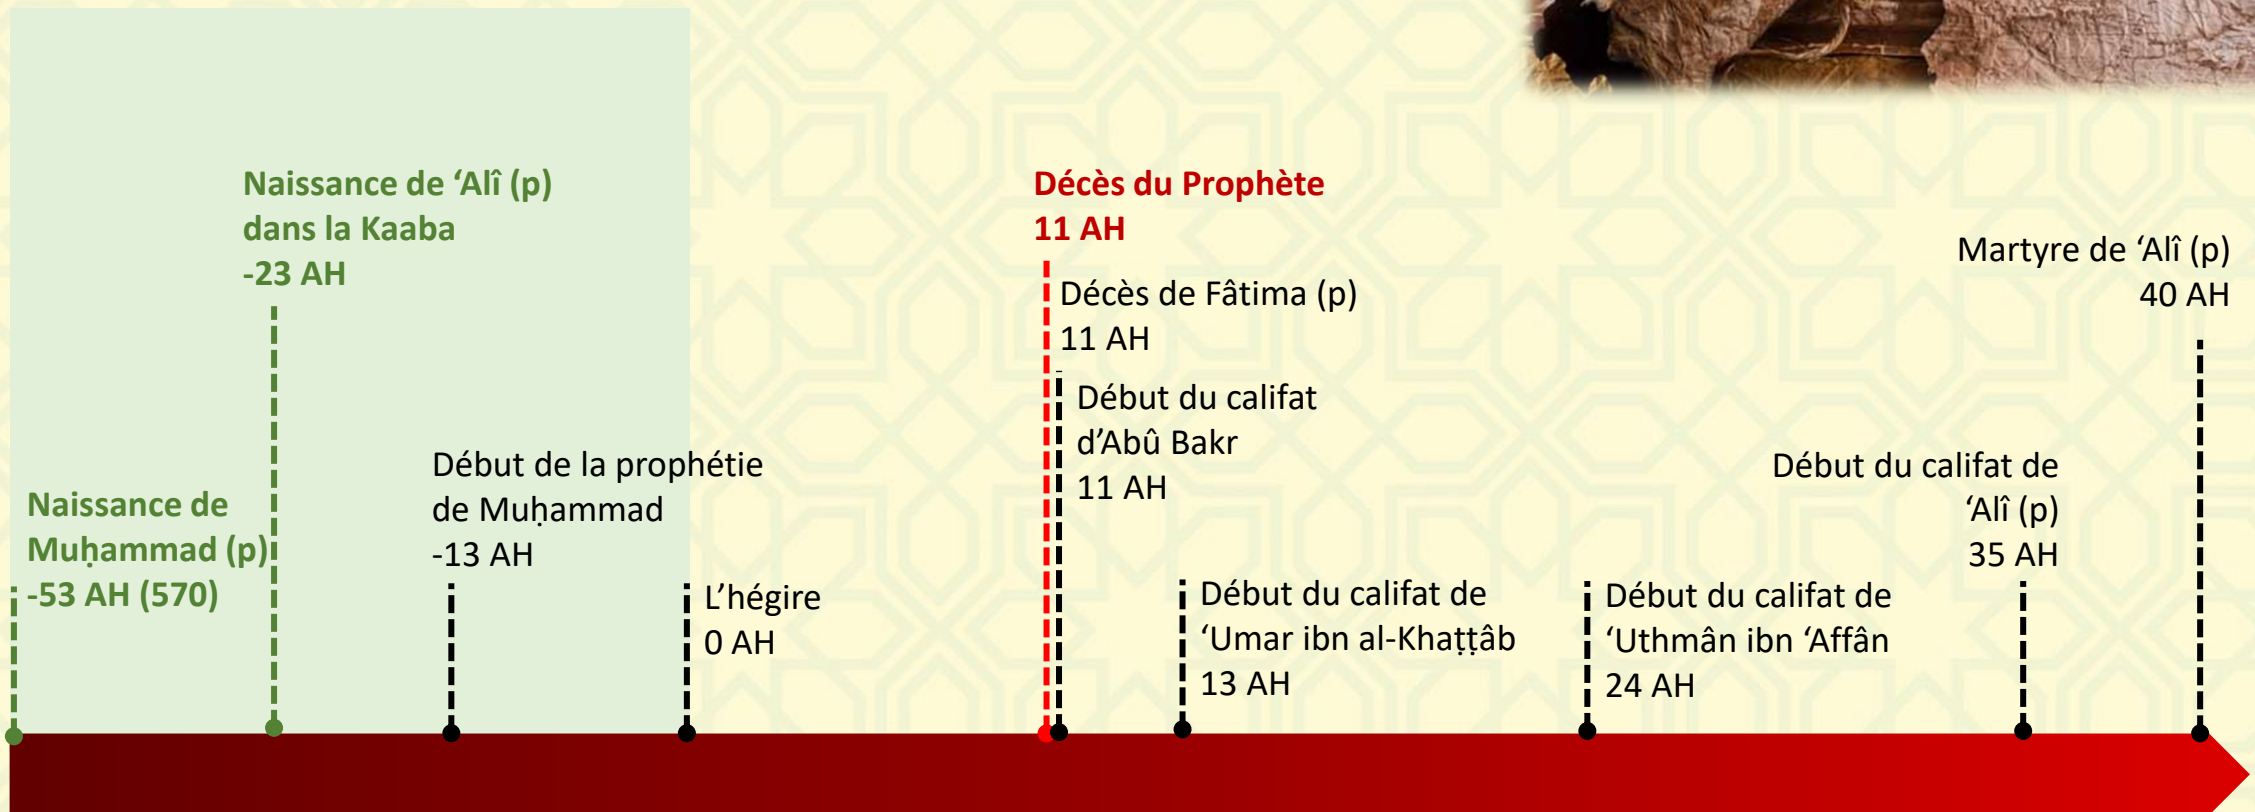 Naissance de
Muḥammad (p)
-53 AH (570)
Naissance de ‘Alî (p)
dans la Kaaba
-23 AH
Début de la prophétie
de Muḥammad
-13 AH
L’hégire
0 AH
Décès du Prophète
11 AH
Décès de Fâtima (p)
11 AH
Début du califat
d’Abû Bakr
11 AH
Début du califat de
‘Umar ibn al-Khaṭṭâb
13 AH
Début du califat de
‘Uthmân ibn ‘Affân
24 AH
Début du califat de
‘Alî (p)
35 AH
Martyre de ‘Alî (p)
40 AH